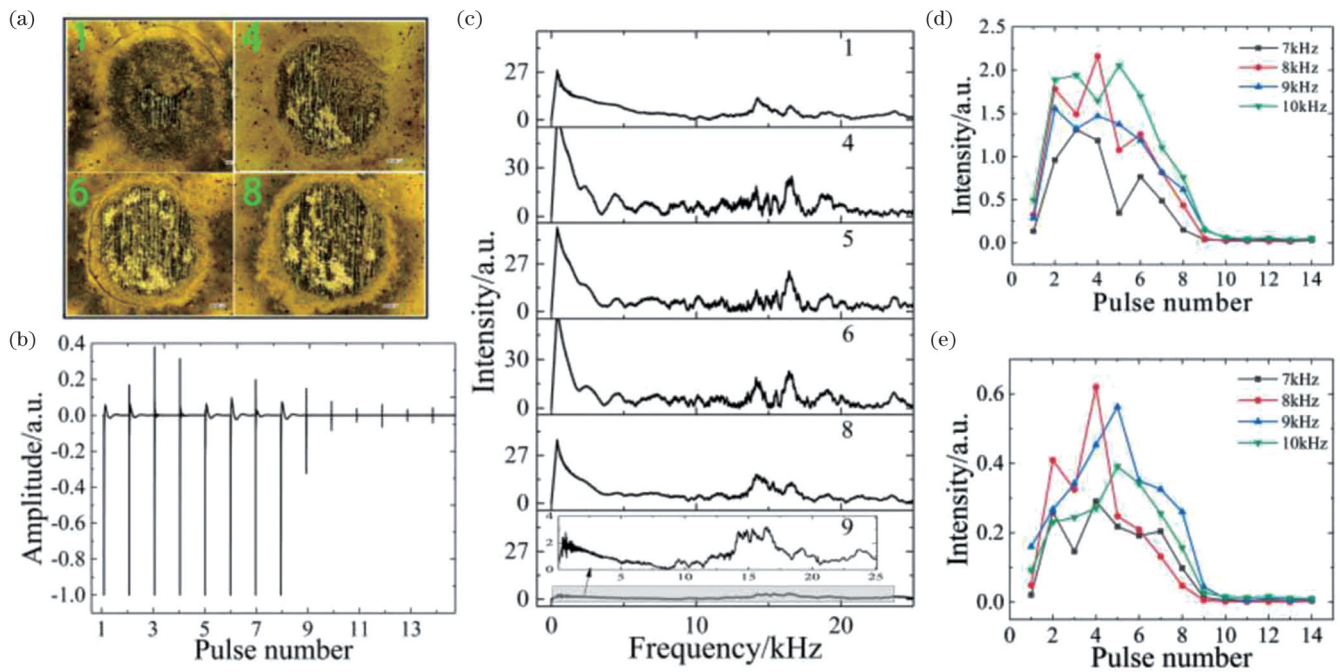 (a)
1
4
6
8
(b)
Amplitude/a.u.
0.4
0.2
0.0
-0.2
-0.4
-0.6
-0.8
-1.0
1 3 5 7 9 11 13
Pulse number
(c)
Intensity/a.u.
1
27
0
4
30
0
5
27
0
6
30
0
8
27
0
9
4
2
0
5 10 15 20 25
27
0
0 10 20
Frequency/kHz
(d)
Intensity/a.u.
2.5
2.0
1.5
1.0
0.5
0.0
7kHz
8kHz
9kHz
10kHz
0 2 4 6 8 10 12 14
Pulse number
(e)
Intensity/a.u.
0.6
0.4
0.2
0.0
7kHz
8kHz
9kHz
10kHz
0 2 4 6 8 10 12 14
Pulse number